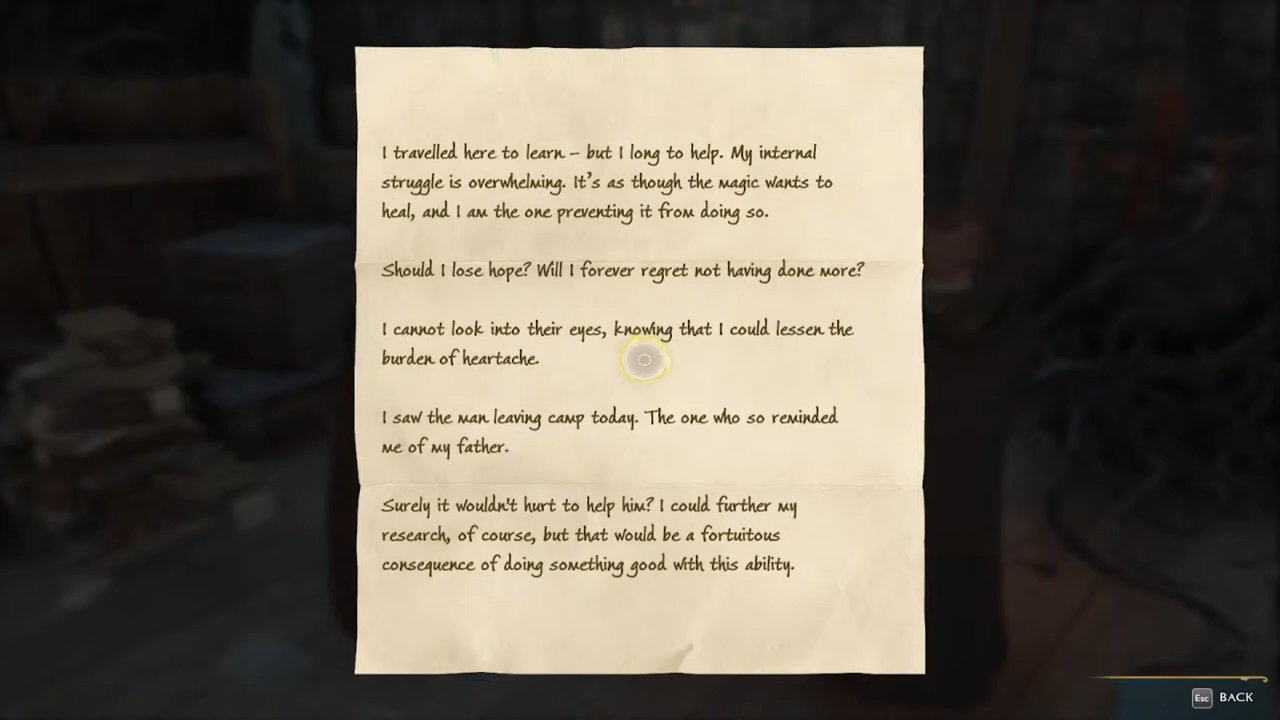 I travelled here to learn – but I long to help. My internal
struggle is overwhelming. It's as though the magic wants to
heal, and I am the one preventing it from doing so.
Should I lose hope? Will I forever regret not having done more?
I cannot look into their eyes, knowing that I could lessen the
burden of heartache.
I saw the man leaving camp today. The one who so reminded
me of my father.
Surely it wouldn't hurt to help him? I could further my
research, of course, but that would be a fortuitous
consequence of doing something good with this ability.
Esc BACK